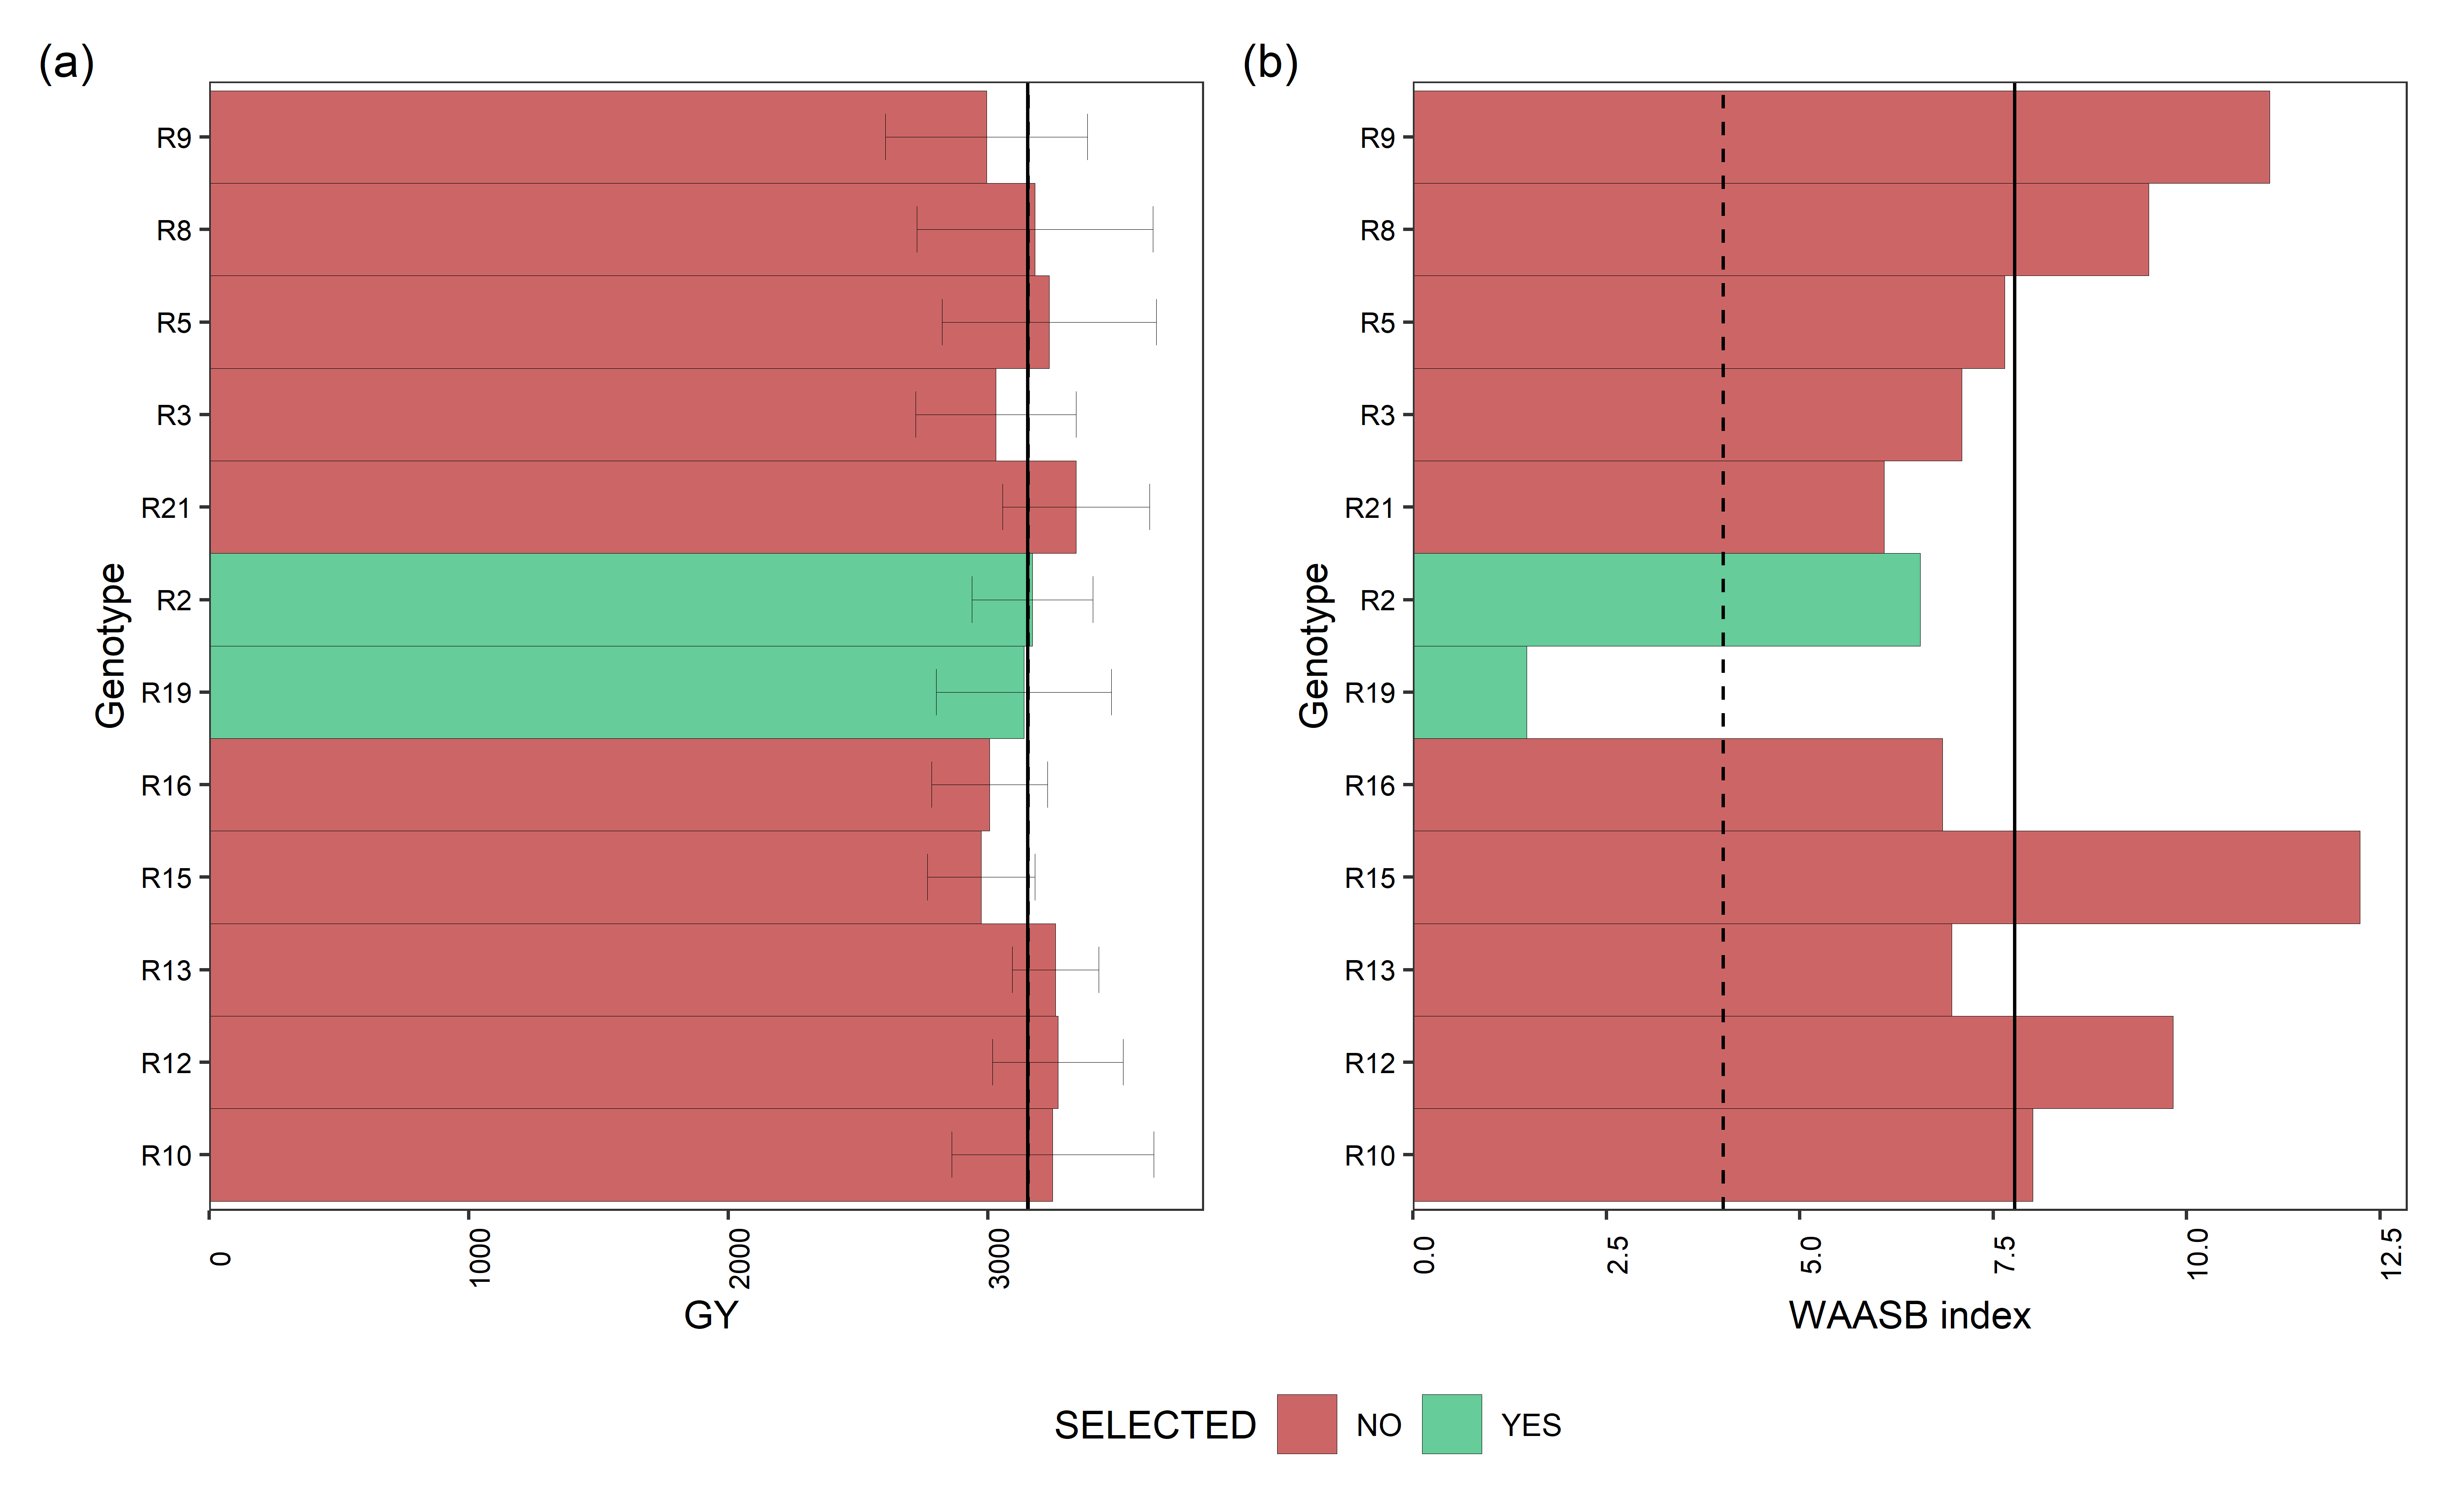 (a)
R9
R8
R5
R3
R21
R2
R19
R16
R15
R13
R12
R10
Genotype
0
1000
2000
3000
GY
(b)
R9
R8
R5
R3
R21
R2
R19
R16
R15
R13
R12
R10
Genotype
0.0
2.5
5.0
7.5
10.0
12.5
WAASB index
SELECTED NO YES